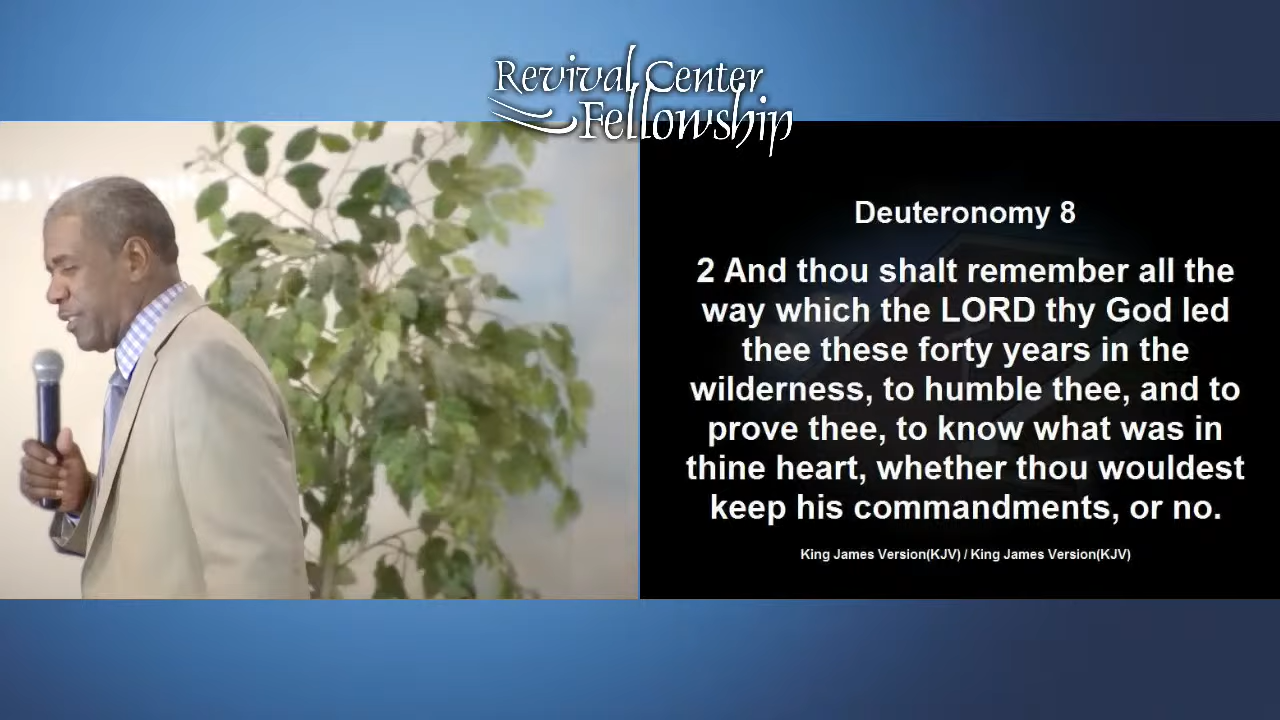 Revival Center
Fellowship
Deuteronomy 8
2 And thou shalt remember all the
way which the LORD thy God led
thee these forty years in the
wilderness, to humble thee, and to
prove thee, to know what was in
thine heart, whether thou wouldest
keep his commandments, or no.
King James Version(KJV) / King James Version(KJV)